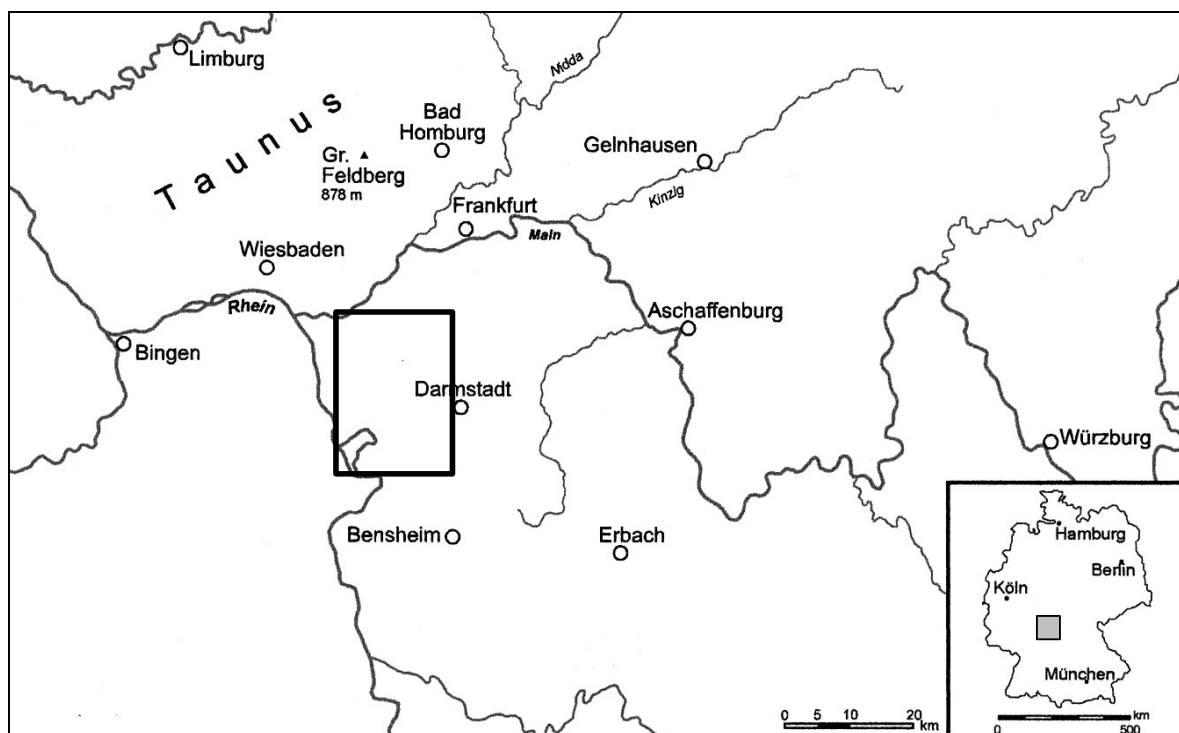 Limburg
Nidda
Taunus
Bad
Homburg
Gelnhausen
Gr.
Feldberg
878 m
Kinzig
Frankfurt
Main
Wiesbaden
Rhein
Aschaffenburg
Bingen
Darmstadt
Würzburg
Bensheim
Erbach
Hamburg
Berlin
Köln
München
0 5 10 20
km
km
0 500